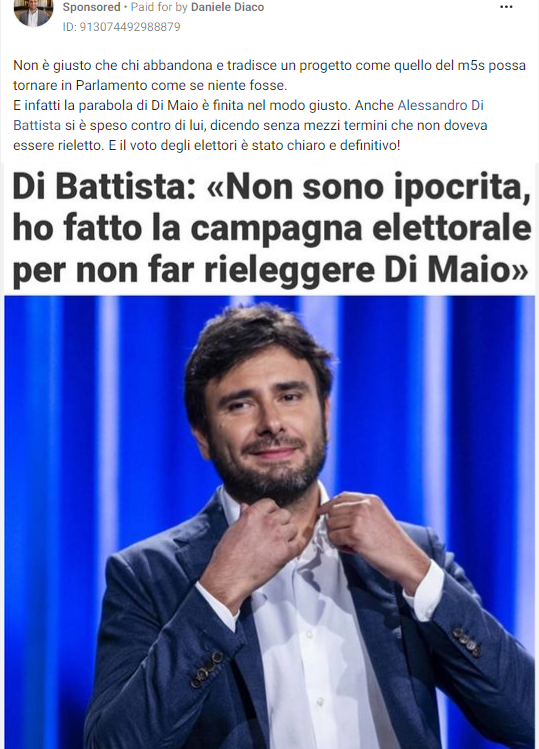 Sponsored • Paid for by Daniele Diaco
ID: 913074492988879
Non è giusto che chi abbandona e tradisce un progetto come quello del m5s possa
tornare in Parlamento come se niente fosse.
E infatti la parabola di Di Maio è finita nel modo giusto. Anche Alessandro Di
Battista si è speso contro di lui, dicendo senza mezzi termini che non doveva
essere rieletto. E il voto degli elettori è stato chiaro e definitivo!
Di Battista: «Non sono ipocrita,
ho fatto la campagna elettorale
per non far rieleggere Di Maio»